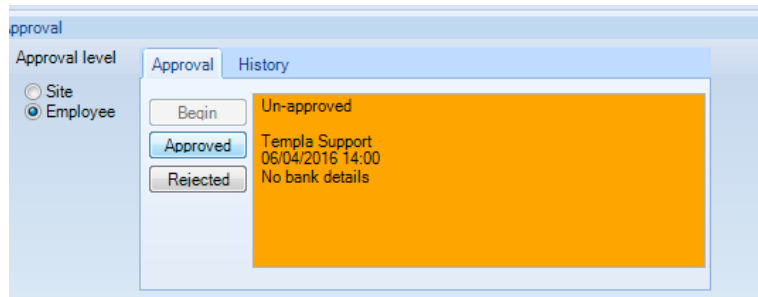 Approval
Approval level
Site
Employee
Approval History
Begin
Approved
Rejected
Un-approved
Templa Support
06/04/2016 14:00
No bank details